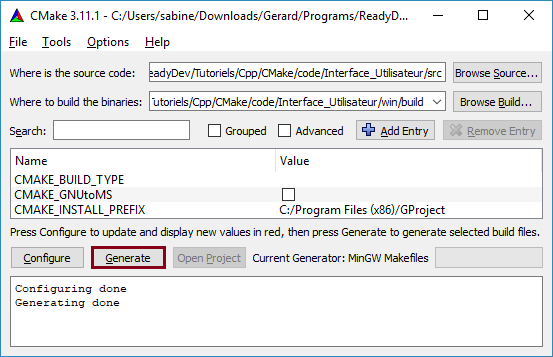 CMake 3.11.1 - C:/Users/sabine/Downloads/Gerard/Programs/ReadyD...
File Tools Options Help
Where is the source code: ReadyDev/Tutoriels/Cpp/CMake/code/Interface_Utilisateur/src Browse Source...
Where to build the binaries: Tutoriels/Cpp/CMake/code/Interface_Utilisateur/win/build Browse Build...
Search: Grouped Advanced Add Entry Remove Entry
Name Value
CMAKE_BUILD_TYPE
CMAKE_GNUtoMS
CMAKE_INSTALL_PREFIX C:/Program Files (x86)/GProject
Press Configure to update and display new values in red, then press Generate to generate selected build files.
Configure Generate Open Project Current Generator: MinGW Makefiles
Configuring done
Generating done